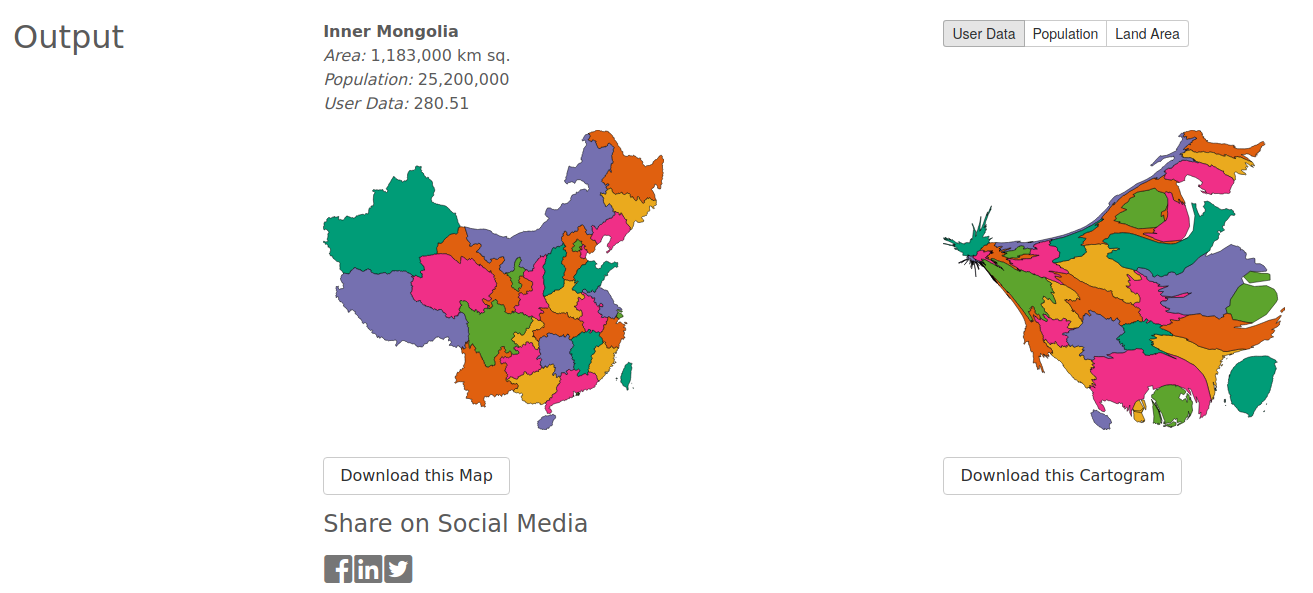 Output
Inner Mongolia
Area: 1,183,000 km sq.
Population: 25,200,000
User Data: 280.51
User Data
Population
Land Area
Download this Map
Download this Cartogram
Share on Social Media